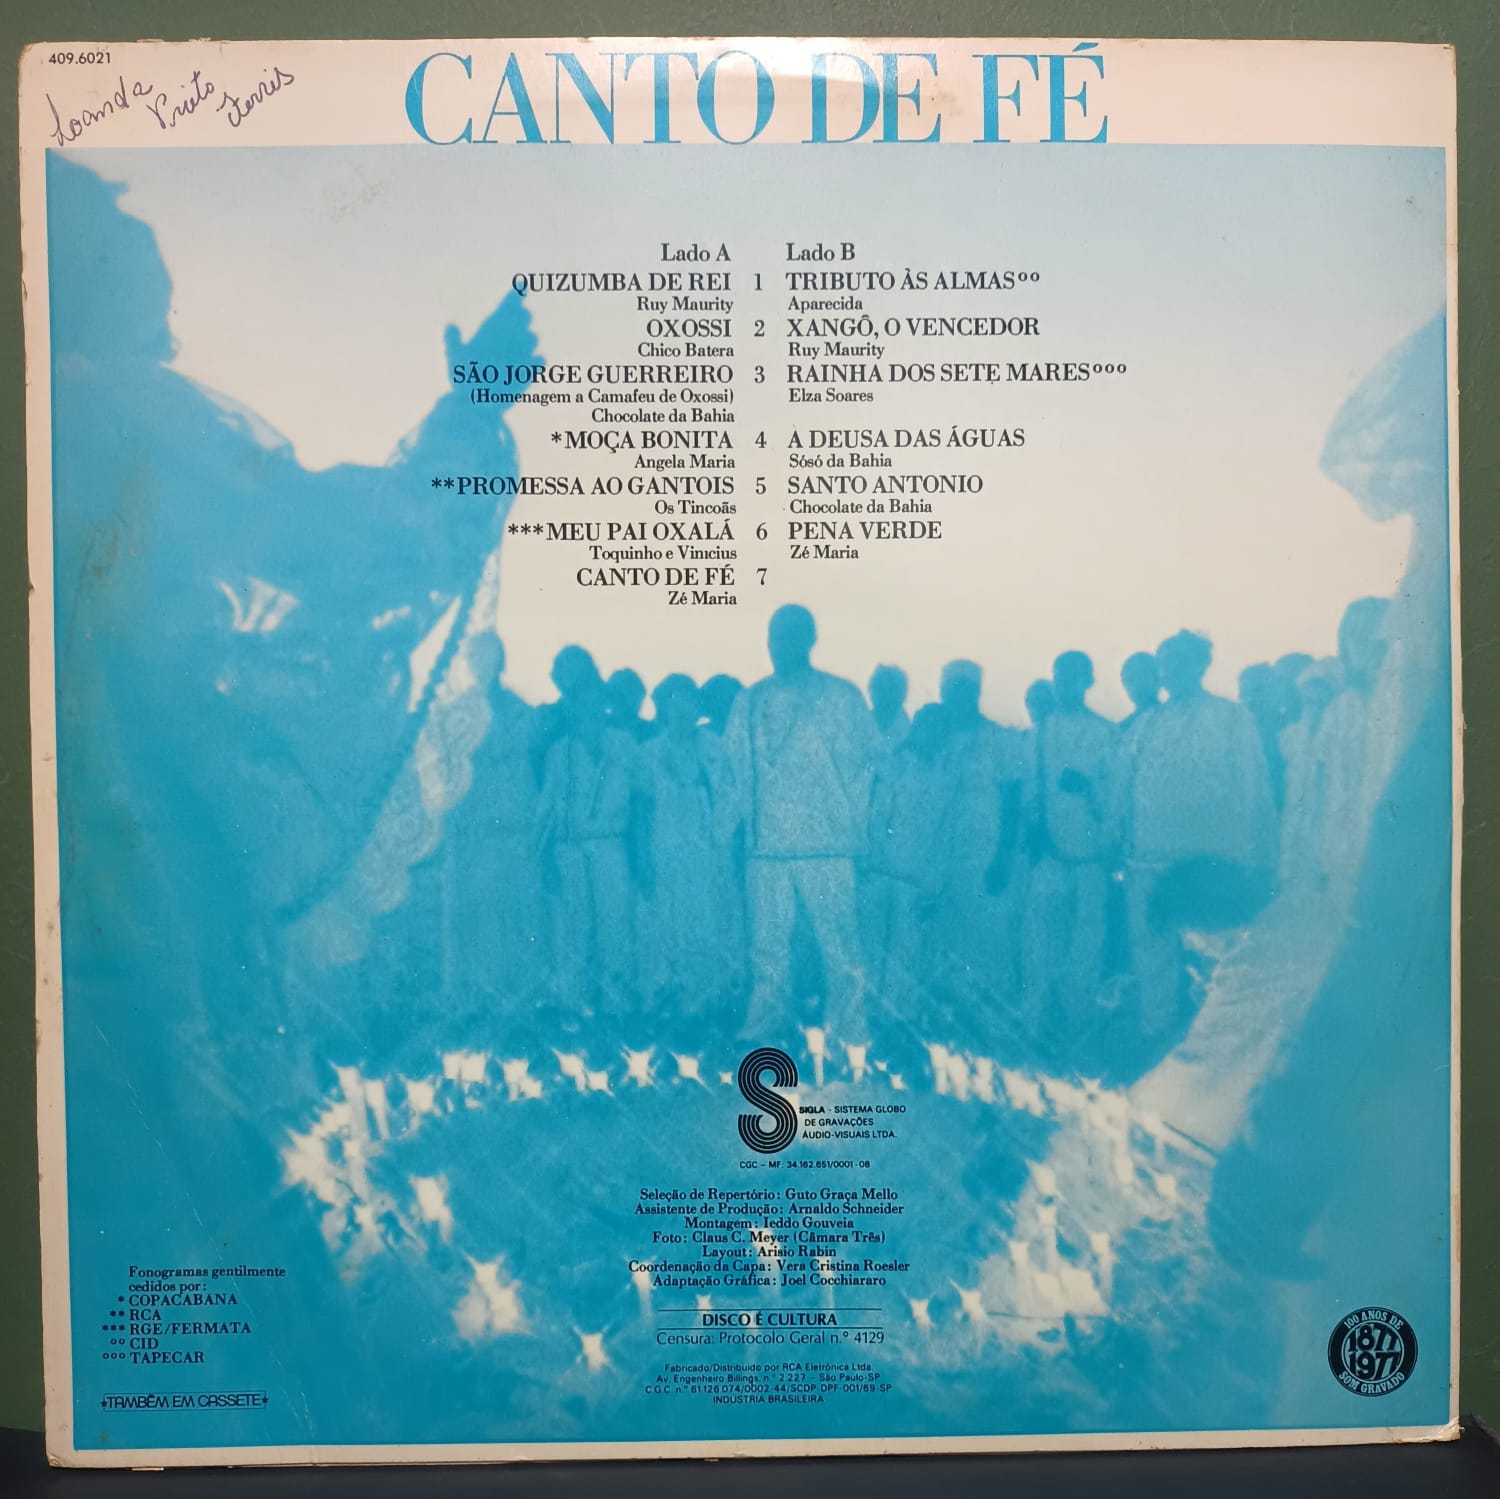 409.6021
Loanda
Prieto
CANTO DE FÉ
Lado A Lado B
QUIZUMBA DE REI 1 TRIBUTO ÀS ALMASºº
Ruy Maurity Aparecida
OXOSSI 2 XANGÔ, O VENCEDOR
Chico Batera Ruy Maurity
SÃO JORGE GUERREIRO 3 RAINHA DOS SETE MARESººº
(Homenagem a Camafeu de Oxossi) Elza Soares
Chocolate da Bahia
*MOÇA BONITA 4 A DEUSA DAS ÁGUAS
Angela Maria Sósó da Bahia
**PROMESSA AO GANTOIS 5 SANTO ANTONIO
Os Tincoãs Chocolate da Bahia
***MEU PAI OXALÁ 6 PENA VERDE
Toquinho e Vinicius Zé Maria
CANTO DE FÉ 7
Zé Maria
SIGLA - SISTEMA GLOBO
DE GRAVAÇÕES
ÁUDIO-VISUAIS LTDA.
CGC - MF. 34.162.651/0001-08
Seleção de Repertório: Guto Graça Mello
Assistente de Produção: Arnaldo Schneider
Montagem: Ieddo Gouveia
Foto: Claus C. Meyer (Câmara Três)
Layout: Arisio Rabin
Coordenação da Capa: Vera Cristina Roesler
Adaptação Gráfica: Joel Cocchiararo
DISCO É CULTURA
Censura: Protocolo Geral n.º 4129
Fabricado/Distribuido por RCA Eletrônica Ltda.
Av. Engenheiro Billings, n.º 2.227 - São Paulo-SP
C.G.C. n.º 61.126.074/0002-44/SCDP-DPF-001/69-SP
INDÚSTRIA BRASILEIRA
Fonogramas gentilmente
cedidos por:
* COPACABANA
** RCA
*** RGE/FERMATA
ºº CID
ººº TAPECAR
*TAMBÉM EM CASSETE*
100 ANOS DE
1877
1977
SOM GRAVADO